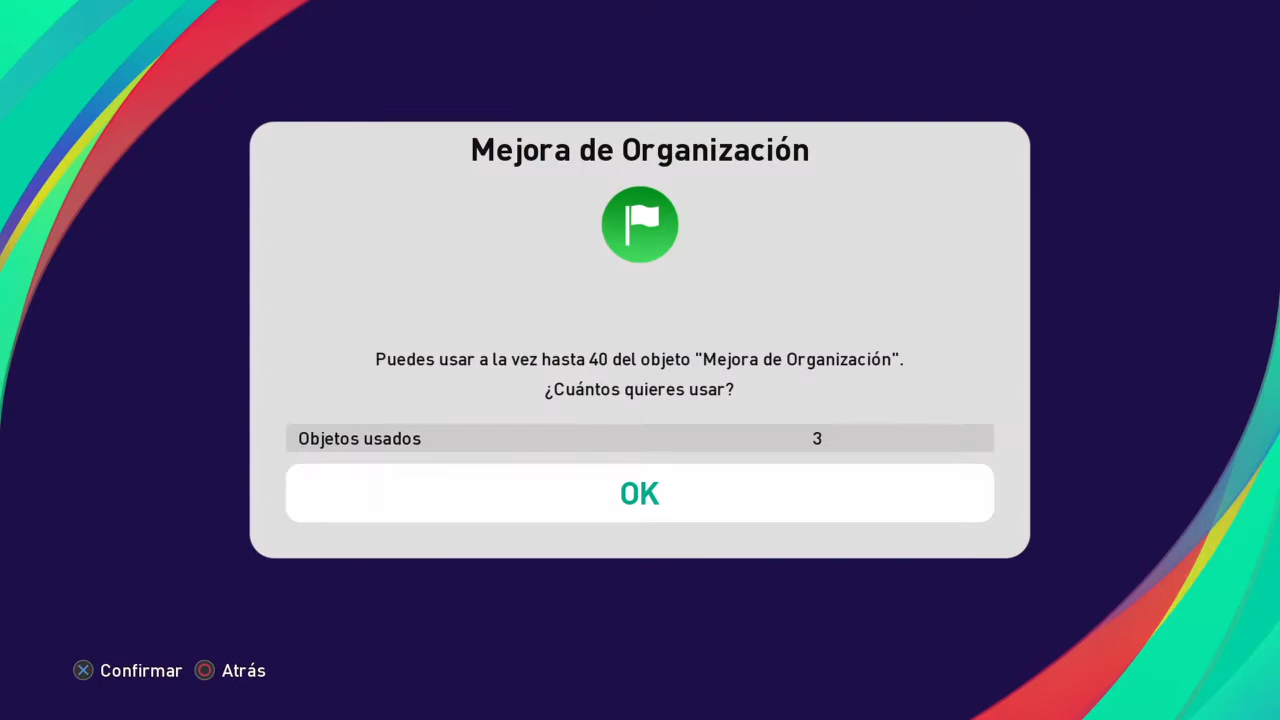 Mejora de Organización
Puedes usar a la vez hasta 40 del objeto "Mejora de Organización".
¿Cuántos quieres usar?
Objetos usados 3
OK
Confirmar Atrás